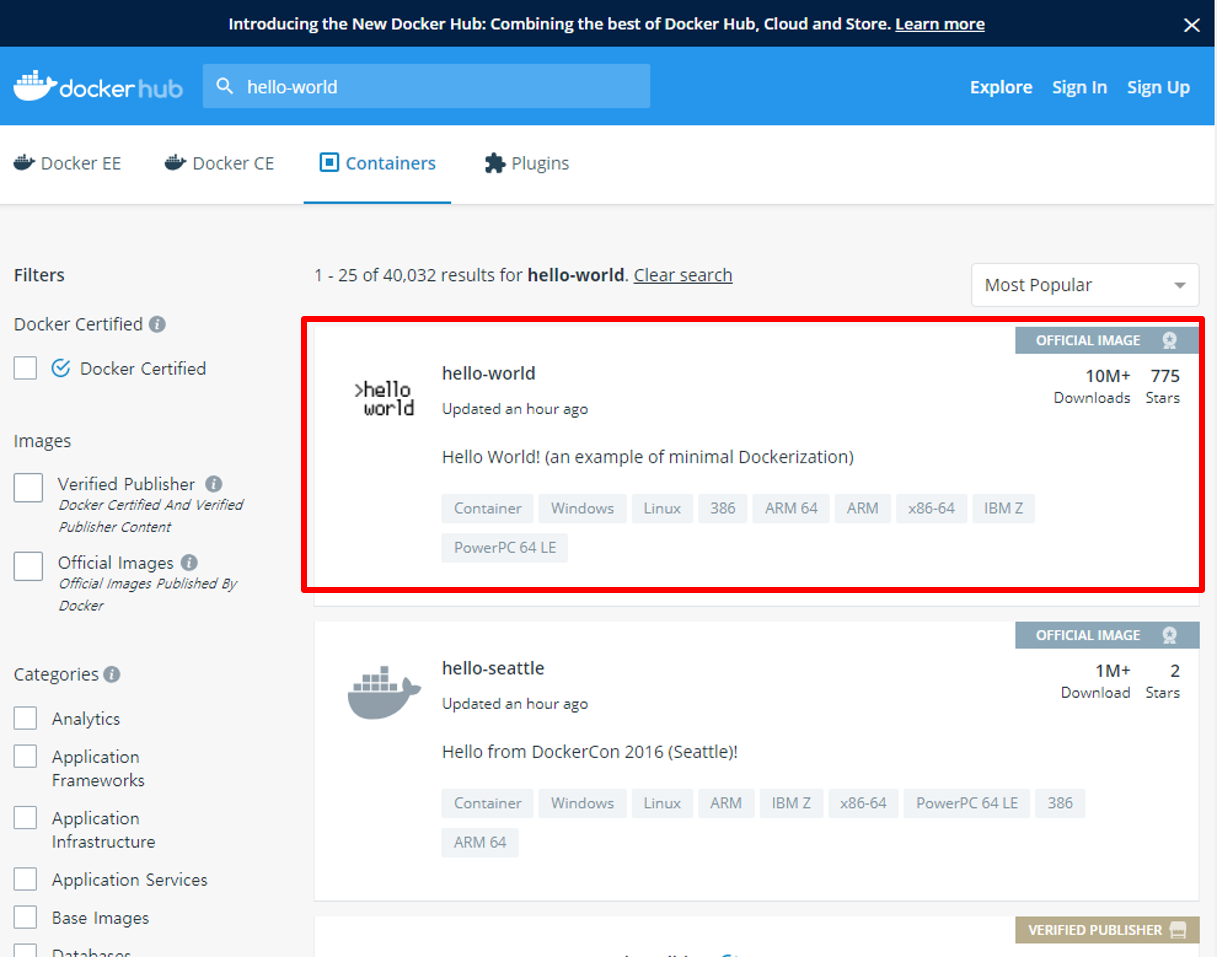 Introducing the New Docker Hub: Combining the best of Docker Hub, Cloud and Store. Learn more
docker hub
hello-world
Explore Sign In Sign Up
Docker EE Docker CE Containers Plugins
Filters
Docker Certified
Docker Certified
Images
Verified Publisher
Docker Certified And Verified
Publisher Content
Official Images
Official Images Published By
Docker
Categories
Analytics
Application
Frameworks
Application
Infrastructure
Application Services
Base Images
Databases
1 - 25 of 40,032 results for hello-world. Clear search
Most Popular
OFFICIAL IMAGE
>hello
world
hello-world
Updated an hour ago
10M+ 775
Downloads Stars
Hello World! (an example of minimal Dockerization)
Container Windows Linux 386 ARM 64 ARM x86-64 IBM Z
PowerPC 64 LE
OFFICIAL IMAGE
hello-seattle
Updated an hour ago
1M+ 2
Download Stars
Hello from DockerCon 2016 (Seattle)!
Container Windows Linux ARM IBM Z x86-64 PowerPC 64 LE 386
ARM 64
VERIFIED PUBLISHER